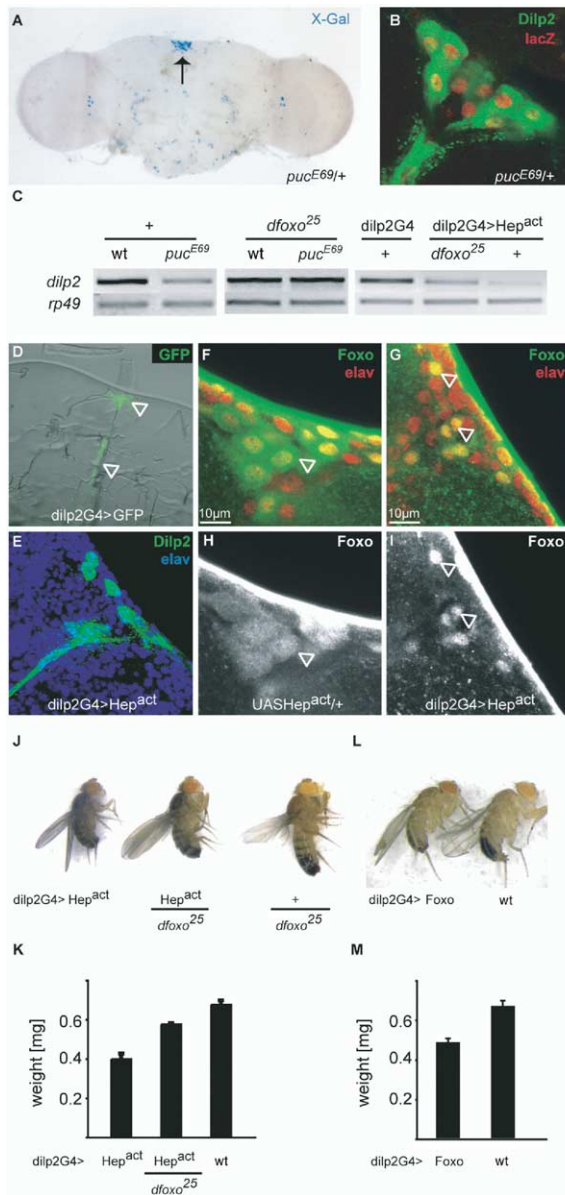 A X-Gal
puc^E69/+
B Dilp2
lacZ
puc^E69/+
C
+ dfoxo^25 dilp2G4 dilp2G4>Hep^act
wt puc^E69 wt puc^E69 + dfoxo^25 +
dilp2
rp49
D GFP
dilp2G4>GFP
F Foxo
elav
10µm
G Foxo
elav
10µm
E Dilp2
elav
dilp2G4>Hep^act
H Foxo
UASHep^act/+
I Foxo
dilp2G4>Hep^act
J
dilp2G4> Hep^act Hep^act +
dfoxo^25 dfoxo^25
L
dilp2G4> Foxo wt
K
weight [mg]
0.6
0.4
0.2
dilp2G4> Hep^act Hep^act wt
dfoxo^25
M
weight [mg]
0.6
0.4
0.2
dilp2G4> Foxo wt